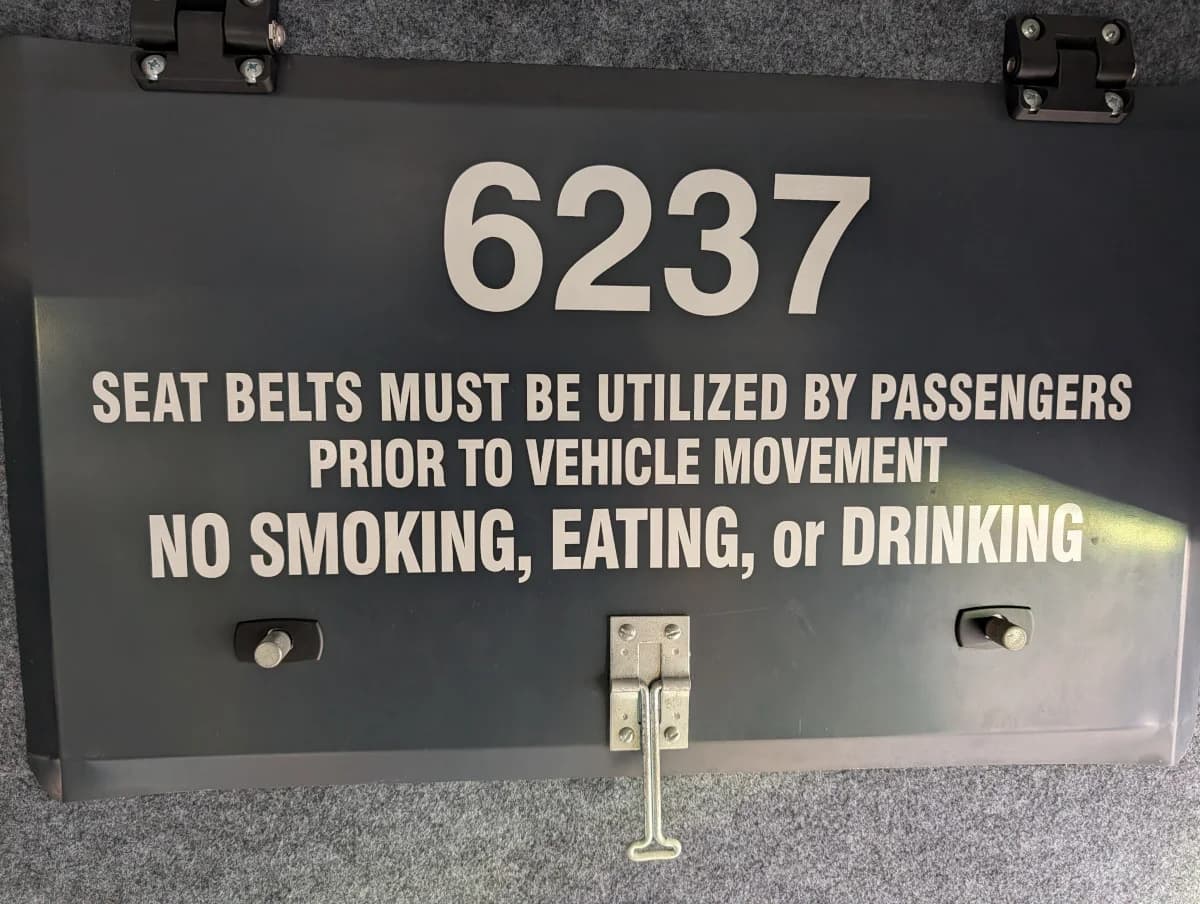 6237
SEAT BELTS MUST BE UTILIZED BY PASSENGERS
PRIOR TO VEHICLE MOVEMENT
NO SMOKING, EATING, or DRINKING